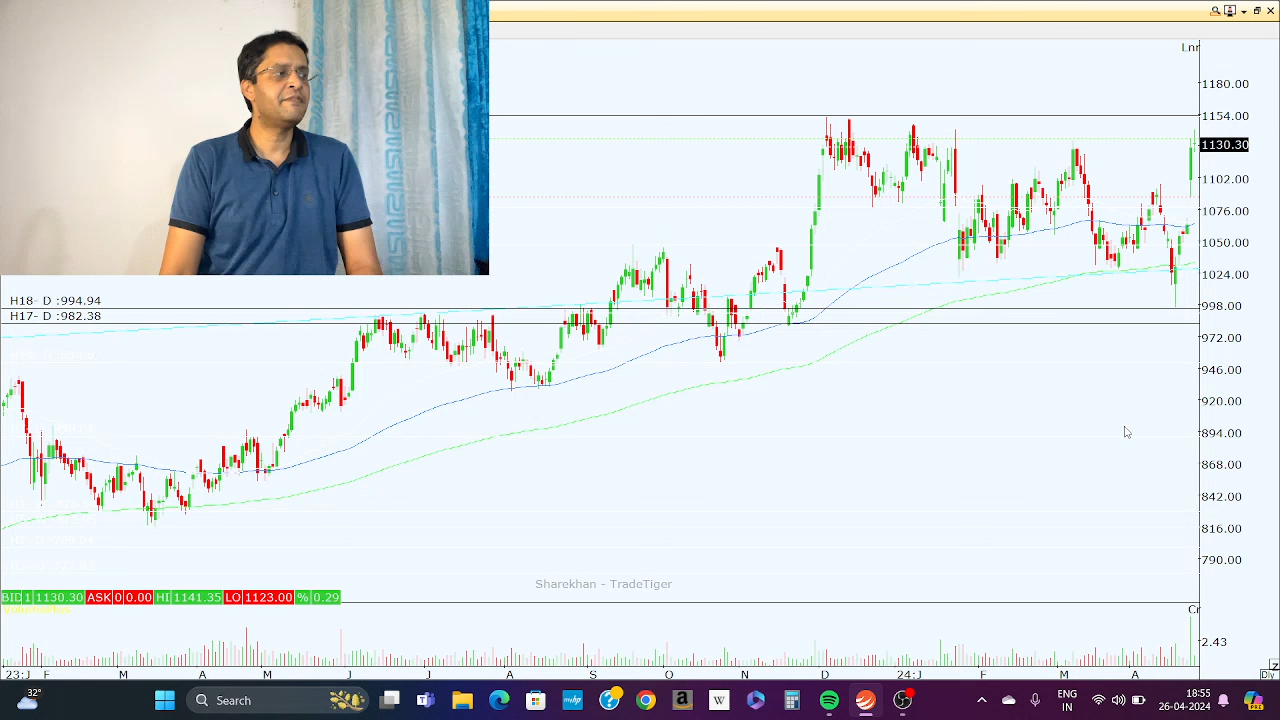 Lnr
1180.00
1154.00
1130.30
1102.00
1076.00
1050.00
1024.00
998.00
972.00
946.00
920.00
894.00
868.00
842.00
816.00
790.00
H18- D :994.94
H17- D :982.38
Sharekhan - TradeTiger
BID 1 1130.30 ASK 0 0.00 HI 1141.35 LO 1123.00 % 0.29
Cr
2.43
23:J F M A M J J A S O N D 24:J F M A Dly
32°
Search
ENG
IN
18:55
26-04-2024